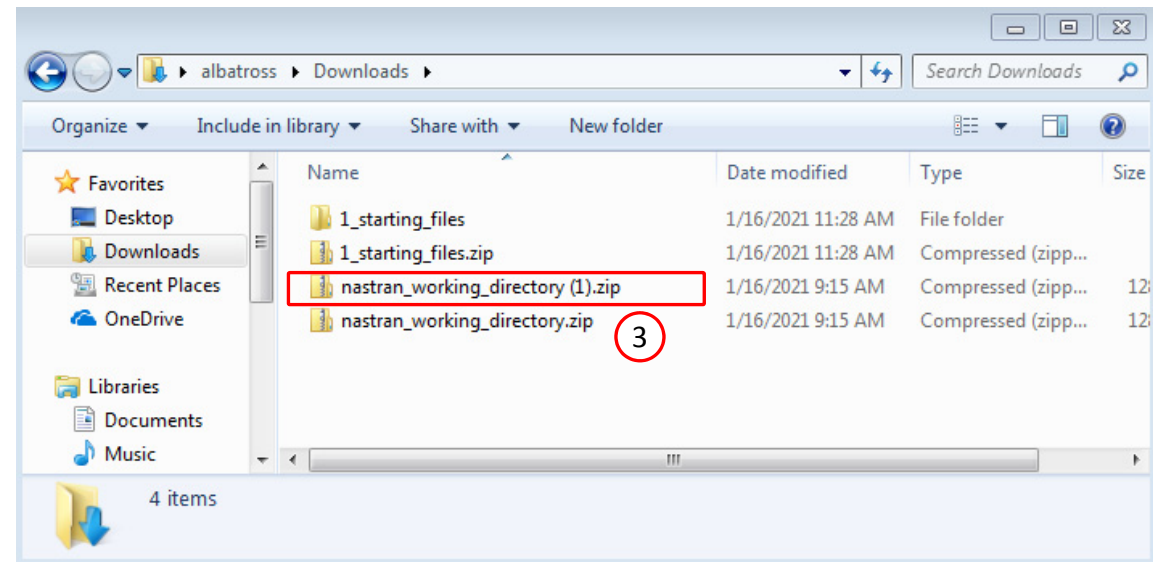 albatross Downloads
Search Downloads
Organize Include in library Share with New folder
Favorites
Desktop
Downloads
Recent Places
OneDrive
Libraries
Documents
Music
Name Date modified Type Size
1_starting_files 1/16/2021 11:28 AM File folder
1_starting_files.zip 1/16/2021 11:28 AM Compressed (zipp...
nastran_working_directory (1).zip 1/16/2021 9:15 AM Compressed (zipp...
nastran_working_directory.zip 1/16/2021 9:15 AM Compressed (zipp...
3
4 items